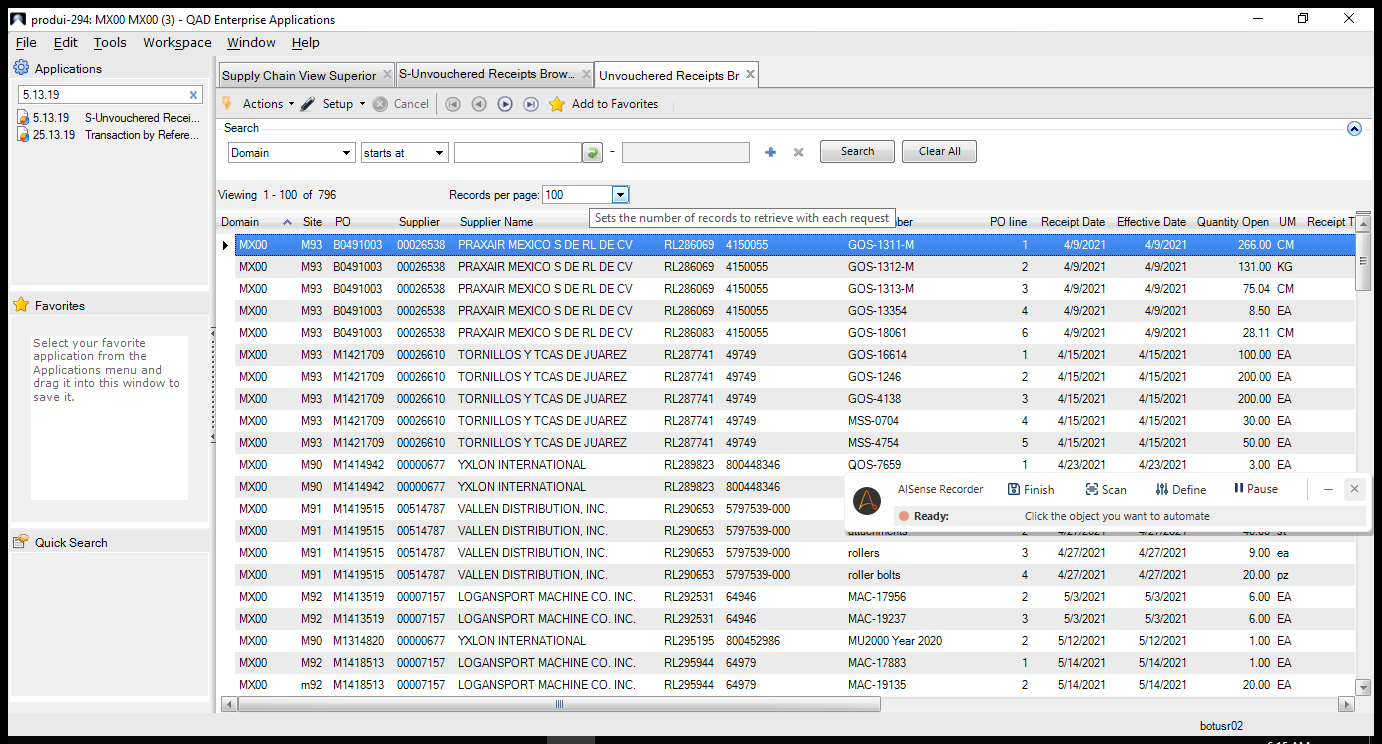 produi-294: MX00 MX00 (3) - QAD Enterprise Applications
File Edit Tools Workspace Window Help
Applications
5.13.19
5.13.19 S-Unvouchered Recei...
25.13.19 Transaction by Refere...
Favorites
Select your favorite
application from the
Applications menu and
drag it into this window to
save it.
Quick Search
Supply Chain View Superior S-Unvouchered Receipts Brow... Unvouchered Receipts Br
Actions Setup Cancel Add to Favorites
Search
Domain starts at - Search Clear All
Viewing 1 - 100 of 796 Records per page: 100
Sets the number of records to retrieve with each request
Domain Site PO Supplier Supplier Name PO line Receipt Date Effective Date Quantity Open UM Receipt T
MX00 M93 B0491003 00026538 PRAXAIR MEXICO S DE RL DE CV RL286069 4150055 GOS-1311-M 1 4/9/2021 4/9/2021 266.00 CM
MX00 M93 B0491003 00026538 PRAXAIR MEXICO S DE RL DE CV RL286069 4150055 GOS-1312-M 2 4/9/2021 4/9/2021 131.00 KG
MX00 M93 B0491003 00026538 PRAXAIR MEXICO S DE RL DE CV RL286069 4150055 GOS-1313-M 3 4/9/2021 4/9/2021 75.04 CM
MX00 M93 B0491003 00026538 PRAXAIR MEXICO S DE RL DE CV RL286069 4150055 GOS-13354 4 4/9/2021 4/9/2021 8.50 EA
MX00 M93 B0491003 00026538 PRAXAIR MEXICO S DE RL DE CV RL286083 4150055 GOS-18061 6 4/9/2021 4/9/2021 28.11 CM
MX00 M93 M1421709 00026610 TORNILLOS Y TCAS DE JUAREZ RL287741 49749 GOS-16614 1 4/15/2021 4/15/2021 100.00 EA
MX00 M93 M1421709 00026610 TORNILLOS Y TCAS DE JUAREZ RL287741 49749 GOS-1246 2 4/15/2021 4/15/2021 200.00 EA
MX00 M93 M1421709 00026610 TORNILLOS Y TCAS DE JUAREZ RL287741 49749 GOS-4138 3 4/15/2021 4/15/2021 200.00 EA
MX00 M93 M1421709 00026610 TORNILLOS Y TCAS DE JUAREZ RL287741 49749 MSS-0704 4 4/15/2021 4/15/2021 30.00 EA
MX00 M93 M1421709 00026610 TORNILLOS Y TCAS DE JUAREZ RL287741 49749 MSS-4754 5 4/15/2021 4/15/2021 50.00 EA
MX00 M90 M1414942 00000677 YXLON INTERNATIONAL RL289823 800448346 QOS-7659 1 4/23/2021 4/23/2021 3.00 EA
MX00 M90 M1414942 00000677 YXLON INTERNATIONAL RL289823 800448346
MX00 M91 M1419515 00514787 VALLEN DISTRIBUTION, INC. RL290653 5797539-000
MX00 M91 M1419515 00514787 VALLEN DISTRIBUTION, INC. RL290653 5797539-000
MX00 M91 M1419515 00514787 VALLEN DISTRIBUTION, INC. RL290653 5797539-000 rollers 3 4/27/2021 4/27/2021 9.00 ea
MX00 M91 M1419515 00514787 VALLEN DISTRIBUTION, INC. RL290653 5797539-000 roller bolts 4 4/27/2021 4/27/2021 20.00 pz
MX00 M92 M1413519 00007157 LOGANSPORT MACHINE CO. INC. RL292531 64946 MAC-17956 2 5/3/2021 5/3/2021 6.00 EA
MX00 M92 M1413519 00007157 LOGANSPORT MACHINE CO. INC. RL292531 64946 MAC-19237 3 5/3/2021 5/3/2021 6.00 EA
MX00 M90 M1314820 00000677 YXLON INTERNATIONAL RL295195 800452986 MU2000 Year 2020 2 5/12/2021 5/12/2021 1.00 EA
MX00 M92 M1418513 00007157 LOGANSPORT MACHINE CO. INC. RL295944 64979 MAC-17883 1 5/14/2021 5/14/2021 1.00 EA
MX00 m92 M1418513 00007157 LOGANSPORT MACHINE CO. INC. RL295944 64979 MAC-19135 2 5/14/2021 5/14/2021 20.00 EA
AISense Recorder Finish Scan Define Pause
Ready: Click the object you want to automate
botusr02